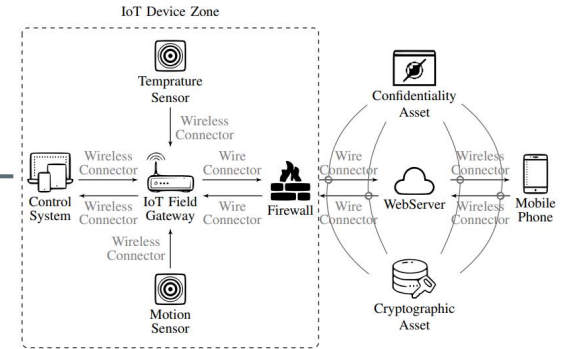 IoT Device Zone
Temprature
Sensor
Confidentiality
Asset
Wireless
Connector
Wireless
Connector
Wire
Connector
Wire
Connector
Wireless
Connector
Control
System
IoT Field
Gateway
Firewall
WebServer
Mobile
Phone
Wireless
Connector
Wire
Connector
Wire
Connector
Wireless
Connector
Wireless
Connector
Motion
Sensor
Cryptographic
Asset